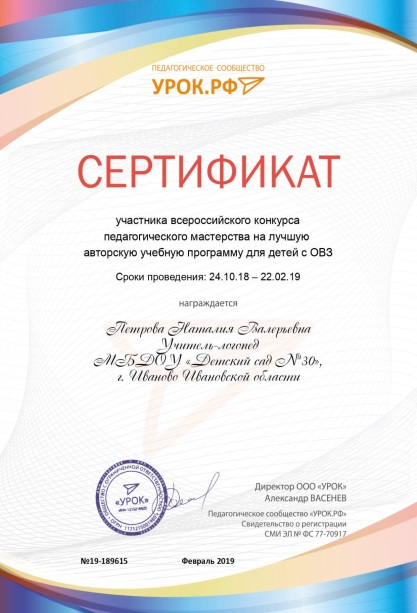 ПЕДАГОГИЧЕСКОЕ СООБЩЕСТВО
УРОК.РФ
СЕРТИФИКАТ
участника всероссийского конкурса
педагогического мастерства на лучшую
авторскую учебную программу для детей с ОВЗ
Сроки проведения: 24.10.18 – 22.02.19
награждается
Петрова Наталия Валерьевна
Учитель-логопед
МБДОУ «Детский сад №30»,
г. Иваново Ивановской области
«УРОК»
Директор ООО «УРОК»
Александр ВАСЕНЕВ
Педагогическое сообщество «УРОК.РФ»
Свидетельство о регистрации
СМИ ЭЛ № ФС 77-70917
№19-189615
Февраль 2019